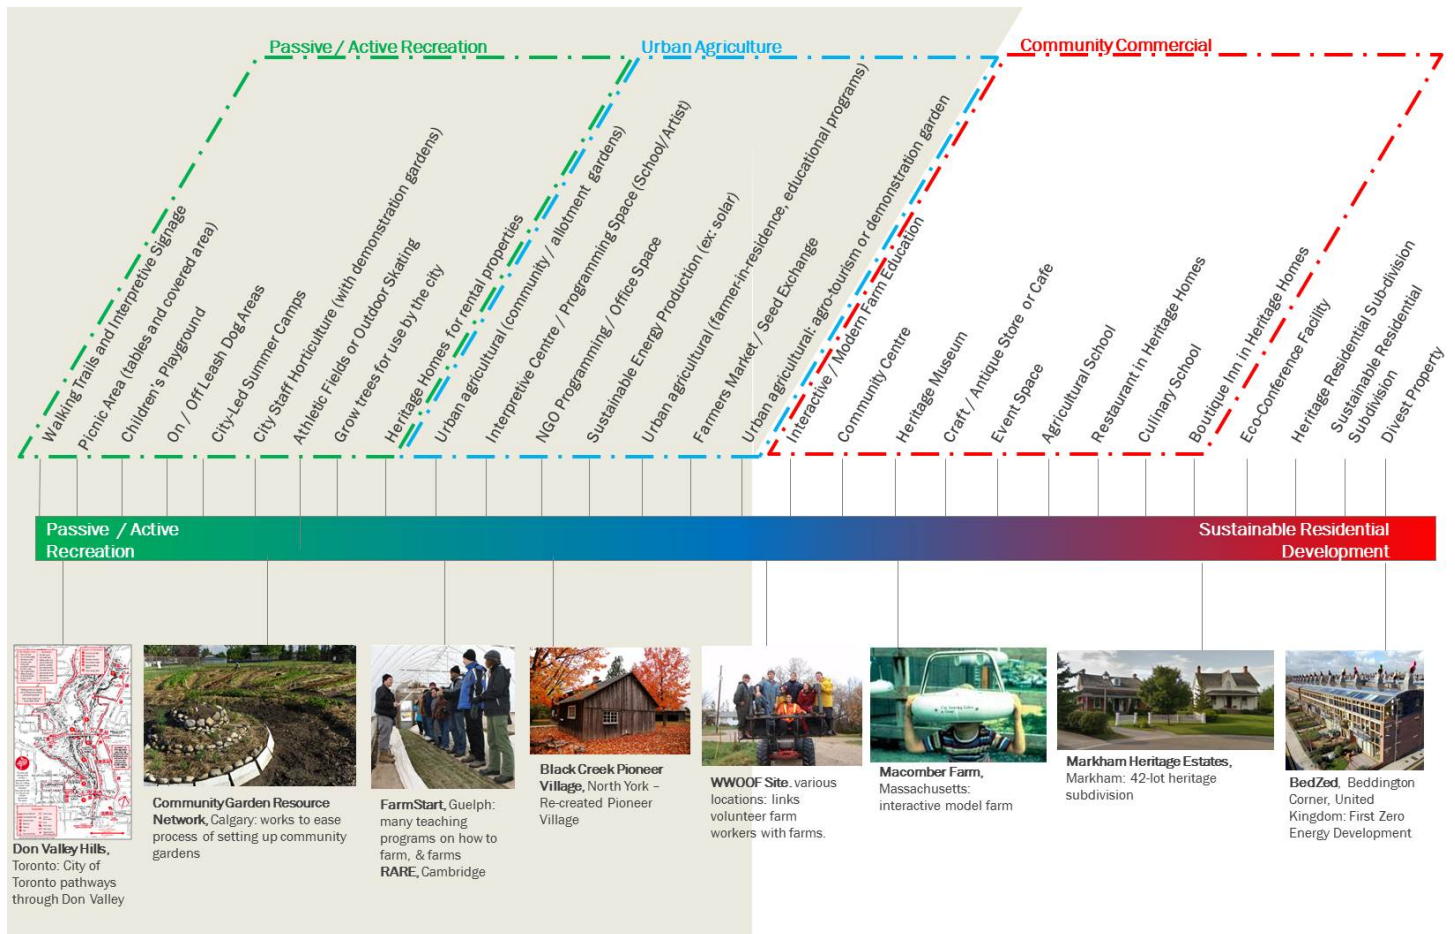 Passive / Active Recreation
Urban Agriculture
Community Commercial
Walking Trails and Interpretive Signage
Picnic Area (tables and covered area)
Children's Playground
On / Off Leash Dog Areas
City-Led Summer Camps
City Staff Horticulture (with demonstration gardens)
Athletic Fields or Outdoor Skating
Grow trees for use by the city
Heritage Homes for rental properties
Urban agricultural (community / allotment gardens)
Interpretive Centre / Programming Space (School/Artist)
NGO Programming / Office Space
Sustainable Energy Production (ex: solar)
Urban agricultural (farmer-in-residence, educational programs)
Farmers Market / Seed Exchange
Urban agricultural: agro-tourism or demonstration garden
Interactive / Modern Farm Education
Community Centre
Heritage Museum
Craft / Antique Store or Cafe
Event Space
Agricultural School
Restaurant in Heritage Homes
Culinary School
Boutique Inn in Heritage Homes
Eco-Conference Facility
Heritage Residential Sub-division
Sustainable Residential
Subdivision
Divest Property
Passive / Active
Recreation
Sustainable Residential
Development
Don Valley Hills,
Toronto: City of
Toronto pathways
through Don Valley
Community Garden Resource
Network, Calgary: works to ease
process of setting up community
gardens
FarmStart, Guelph:
many teaching
programs on how to
farm, & farms
RARE, Cambridge
Black Creek Pioneer
Village, North York –
Re-created Pioneer
Village
WWOOF Site. various
locations: links
volunteer farm
workers with farms.
Macomber Farm,
Massachusetts:
interactive model farm
Markham Heritage Estates,
Markham: 42-lot heritage
subdivision
BedZed, Beddington
Corner, United
Kingdom: First Zero
Energy Development